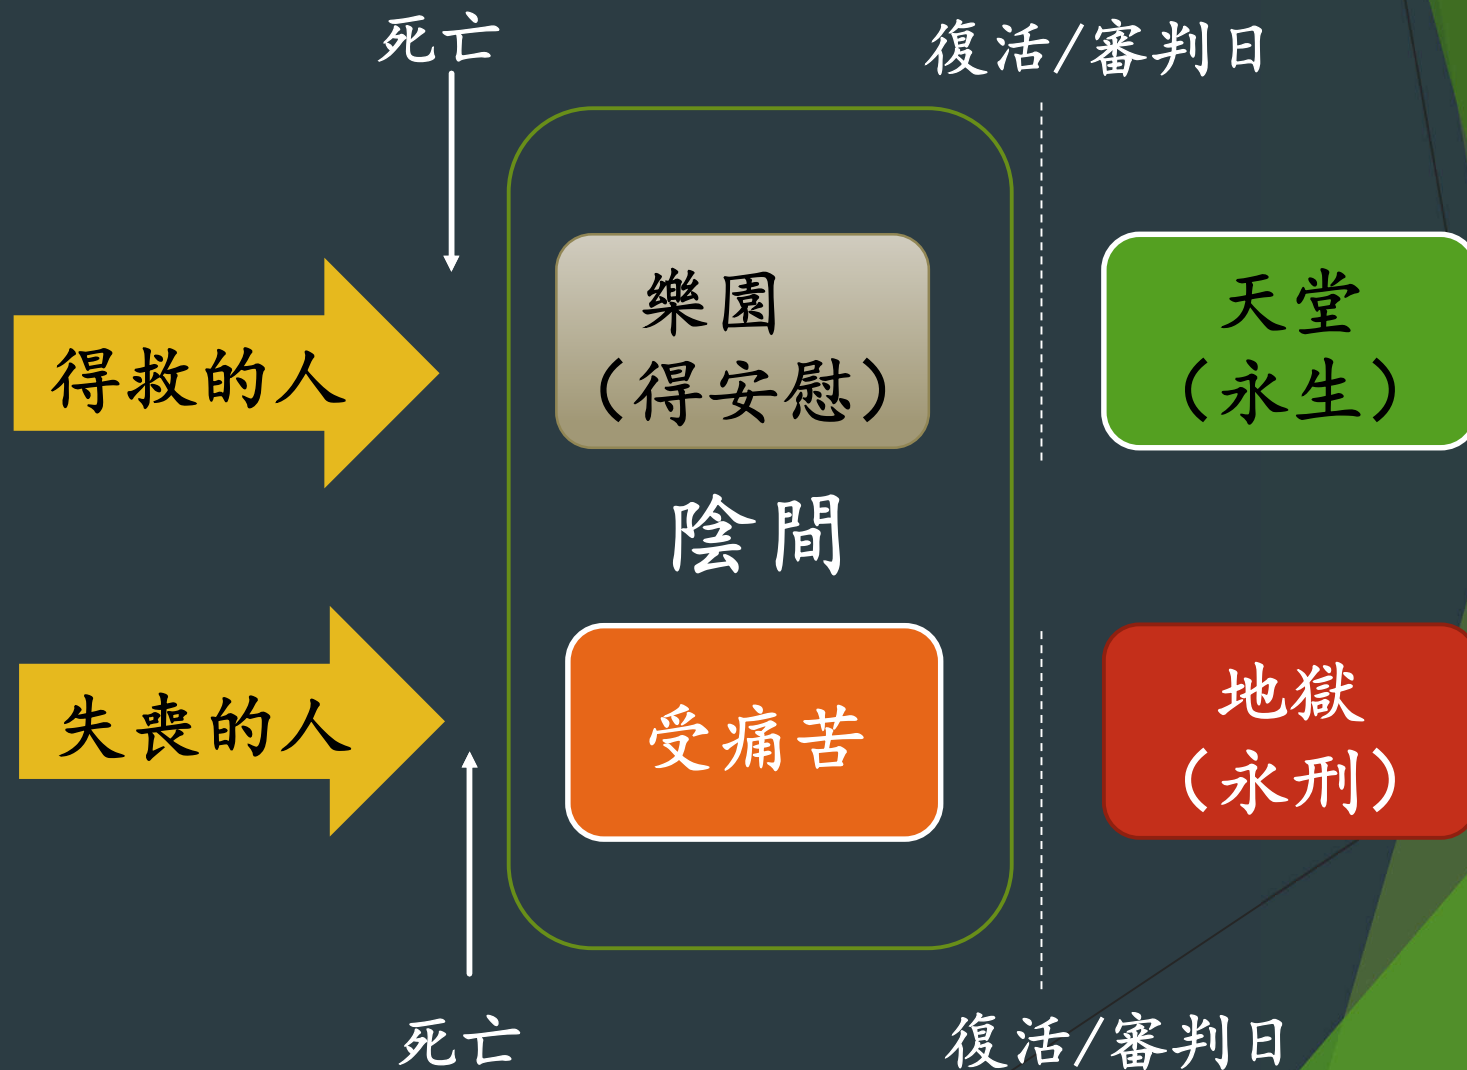 死亡
復活/審判日
得救的人
樂園
（得安慰）
天堂
（永生）
陰間
失喪的人
受痛苦
地獄
（永刑）
死亡
復活/審判日